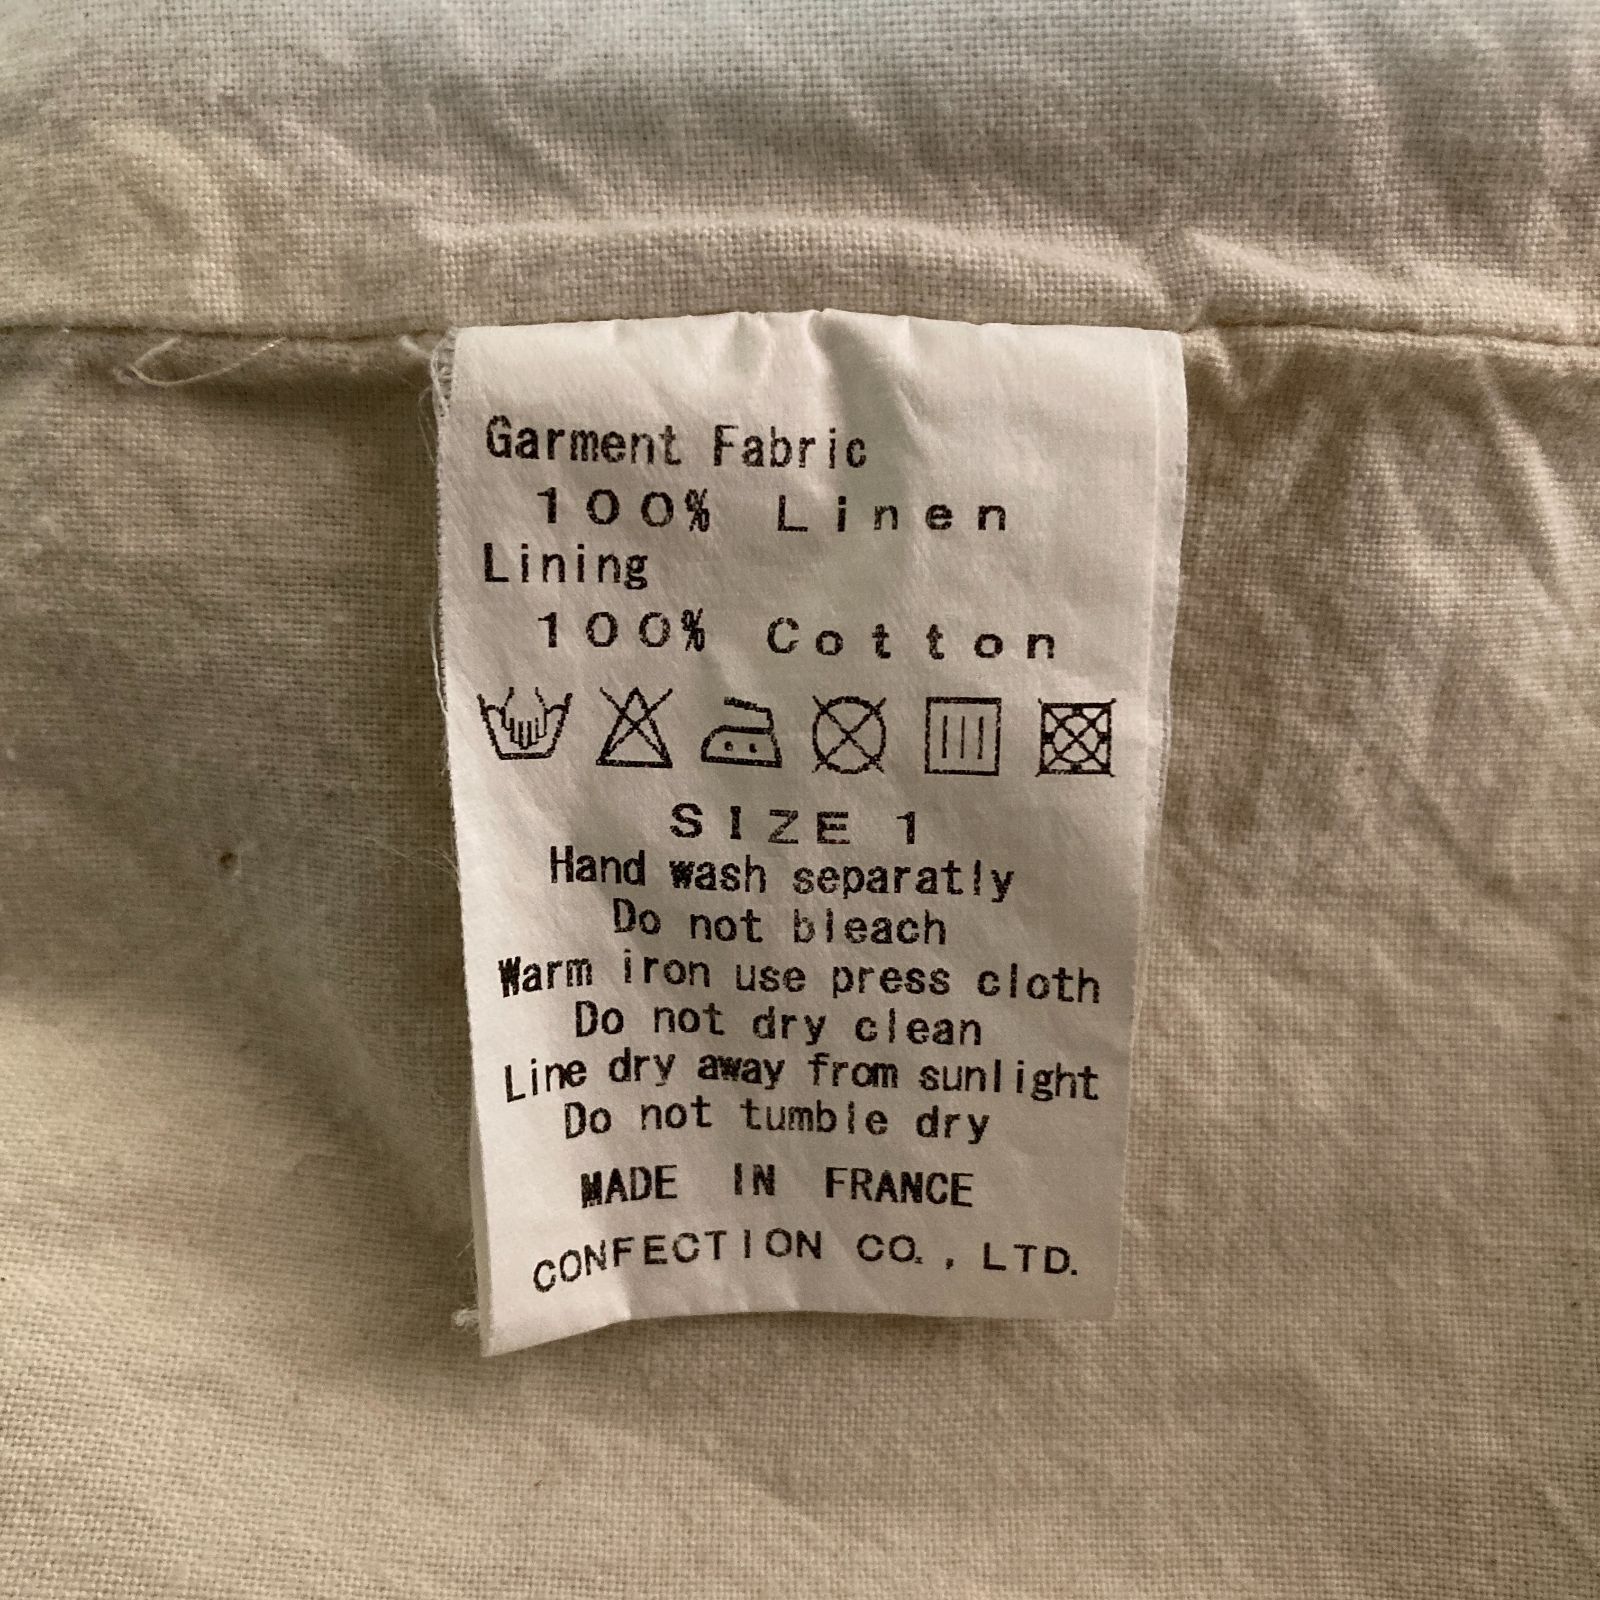 Garment Fabric
100% Linen
Lining
100% Cotton
SIZE 1
Hand wash separatly
Do not bleach
Warm iron use press cloth
Do not dry clean
Line dry away from sunlight
Do not tumble dry
MADE IN FRANCE
CONFECTION CO., LTD.